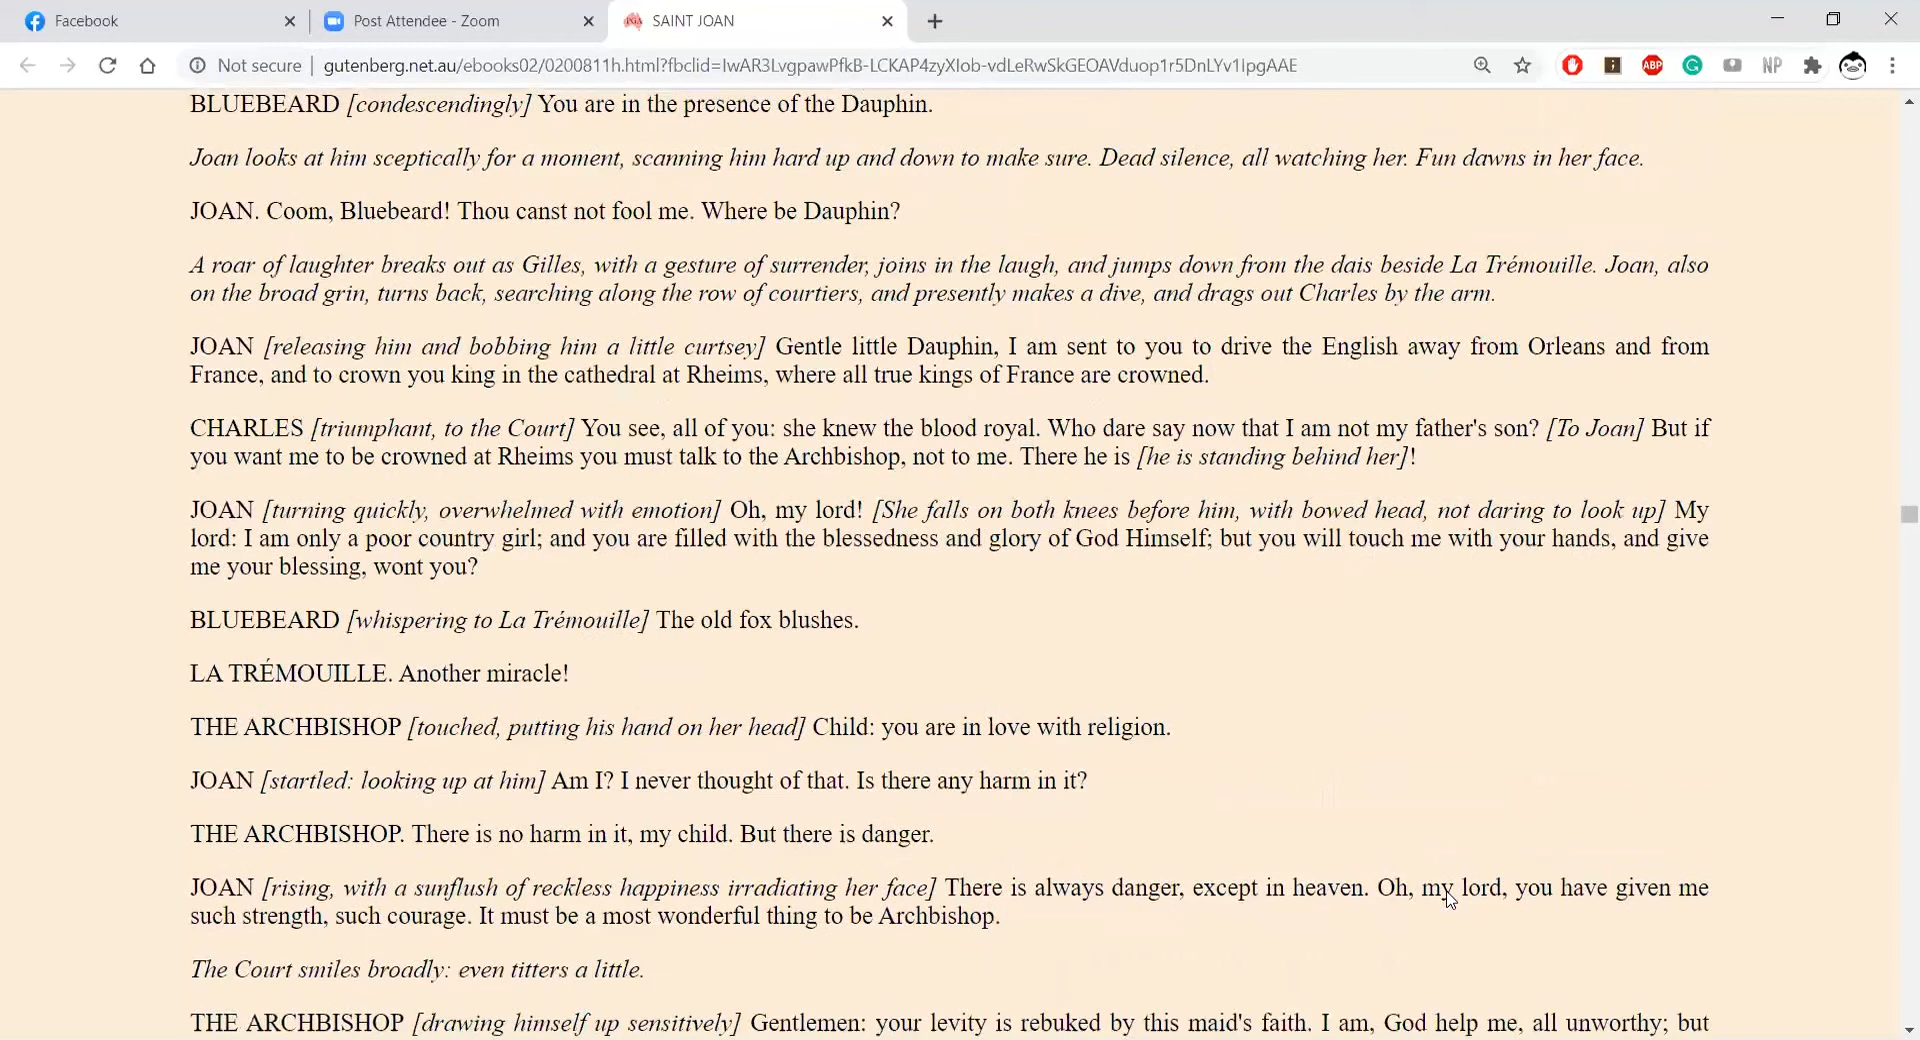 Facebook
Post Attendee - Zoom
SAINT JOAN
Not secure
gutenberg.net.au/ebooks02/0200811h.html?fbclid=IwAR3LvgpawPfkB-LCKAP4zyXIob-vdLeRwSkGEOAVduop1r5DnLYv1IpgAAE
ABP
NP
BLUEBEARD [condescendingly] You are in the presence of the Dauphin.
Joan looks at him sceptically for a moment, scanning him hard up and down to make sure. Dead silence, all watching her. Fun dawns in her face.
JOAN. Coom, Bluebeard! Thou canst not fool me. Where be Dauphin?
A roar of laughter breaks out as Gilles, with a gesture of surrender, joins in the laugh, and jumps down from the dais beside La Trémouille. Joan, also
on the broad grin, turns back, searching along the row of courtiers, and presently makes a dive, and drags out Charles by the arm.
JOAN [releasing him and bobbing him a little curtsey] Gentle little Dauphin, I am sent to you to drive the English away from Orleans and from
France, and to crown you king in the cathedral at Rheims, where all true kings of France are crowned.
CHARLES [triumphant, to the Court] You see, all of you: she knew the blood royal. Who dare say now that I am not my father's son? [To Joan] But if
you want me to be crowned at Rheims you must talk to the Archbishop, not to me. There he is [he is standing behind her]!
JOAN [turning quickly, overwhelmed with emotion] Oh, my lord! [She falls on both knees before him, with bowed head, not daring to look up] My
lord: I am only a poor country girl; and you are filled with the blessedness and glory of God Himself; but you will touch me with your hands, and give
me your blessing, wont you?
BLUEBEARD [whispering to La Trémouille] The old fox blushes.
LA TRÉMOUILLE. Another miracle!
THE ARCHBISHOP [touched, putting his hand on her head] Child: you are in love with religion.
JOAN [startled: looking up at him] Am I? I never thought of that. Is there any harm in it?
THE ARCHBISHOP. There is no harm in it, my child. But there is danger.
JOAN [rising, with a sunflush of reckless happiness irradiating her face] There is always danger, except in heaven. Oh, my lord, you have given me
such strength, such courage. It must be a most wonderful thing to be Archbishop.
The Court smiles broadly: even titters a little.
THE ARCHBISHOP [drawing himself up sensitively] Gentlemen: your levity is rebuked by this maid's faith. I am, God help me, all unworthy; but